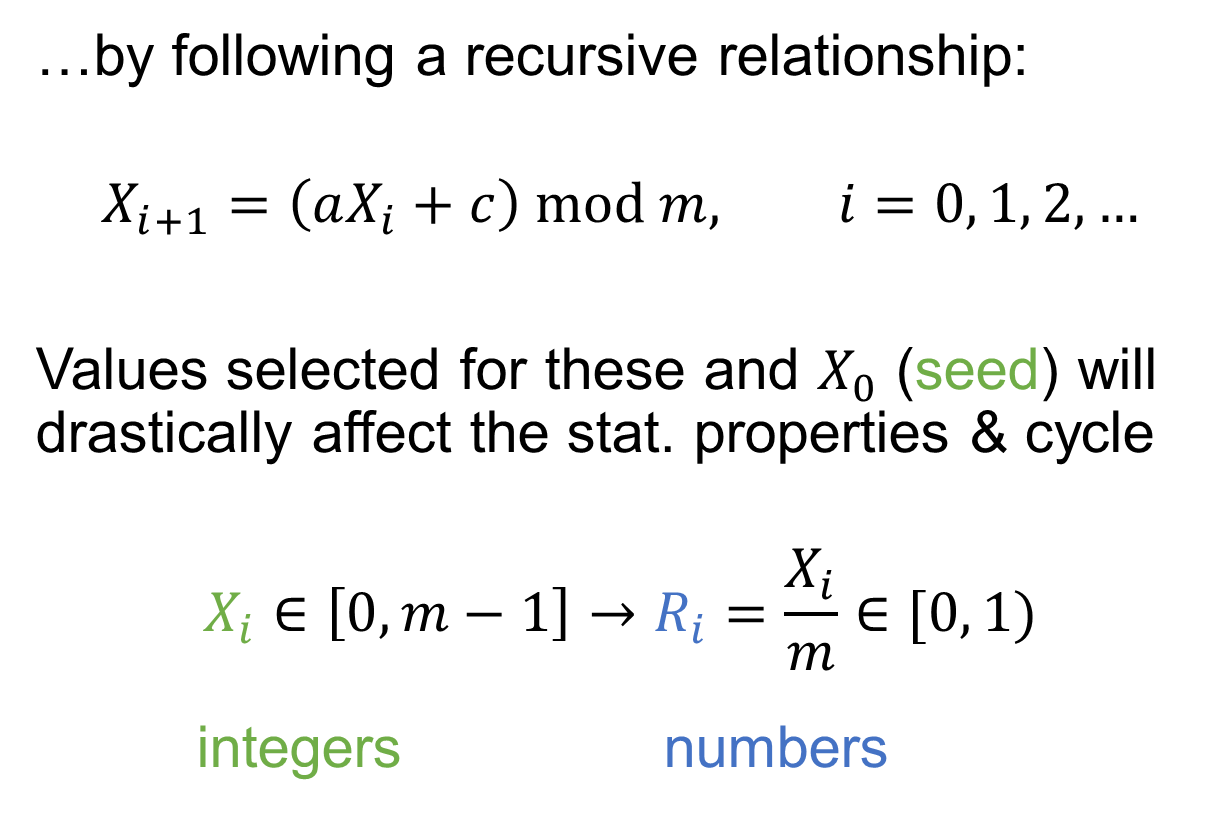 …by following a recursive relationship:
X_{i+1} = (aX_i + c) mod m, i = 0, 1, 2, …
Values selected for these and X_0 (seed) will
drastically affect the stat. properties & cycle
X_i ∈ [0, m − 1] → R_i = X_i/m ∈ [0, 1)
integers numbers